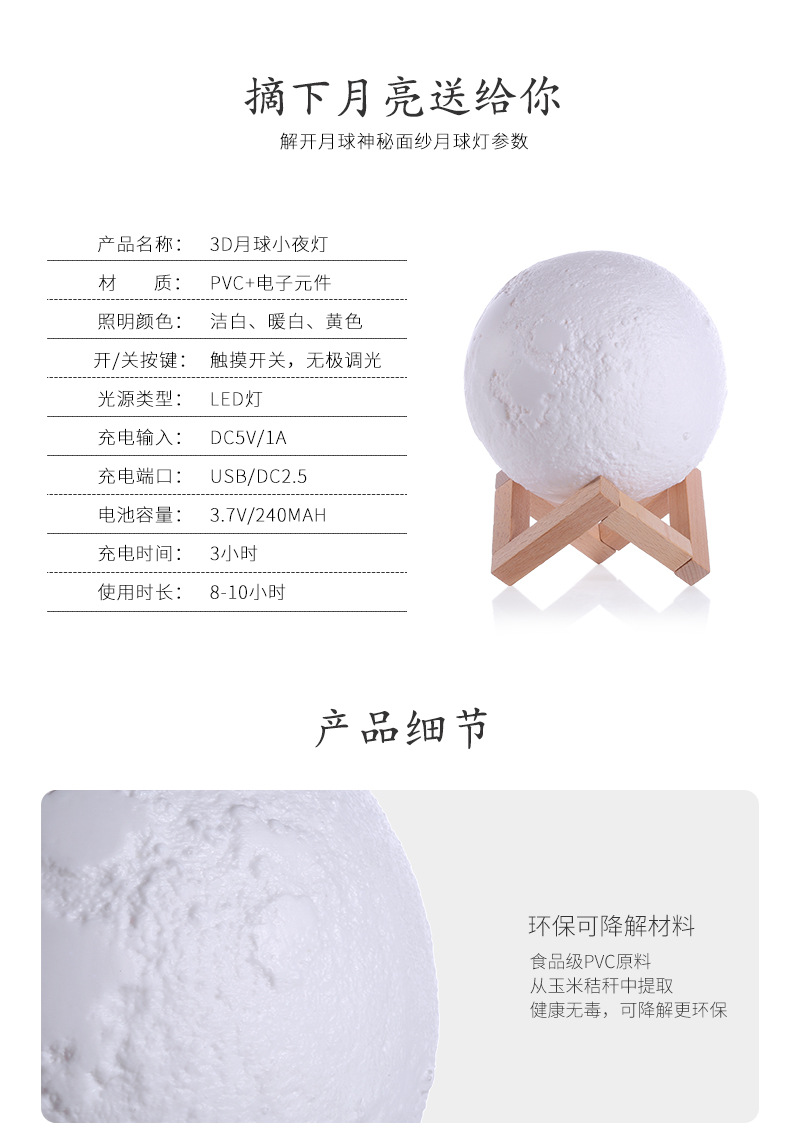 摘下月亮送给你
解开月球神秘面纱月球灯参数
产品名称： 3D月球小夜灯
材 质： PVC+电子元件
照明颜色： 洁白、暖白、黄色
开/关按键： 触摸开关，无极调光
光源类型： LED灯
充电输入： DC5V/1A
充电端口： USB/DC2.5
电池容量： 3.7V/240MAH
充电时间： 3小时
使用时长： 8-10小时
产品细节
环保可降解材料
食品级PVC原料
从玉米秸秆中提取
健康无毒，可降解更环保